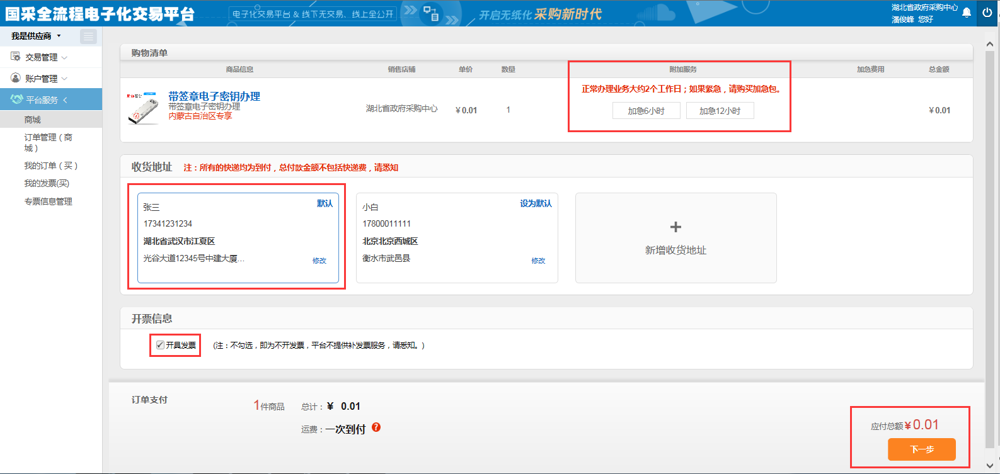 国采全流程电子化交易平台
电子化交易平台 & 线下无交易、线上全公开
开启无纸化 采购新时代
湖北省政府采购中心
潘俊峰 您好
我是供应商
交易管理
账户管理
平台服务
商城
订单管理（商
城）
我的订单（买）
我的发票(买)
专票信息管理
购物清单
商品信息 销售店铺 单价 数量 附加服务 加急费用 总金额
带签章电子密钥办理
带签章电子密钥办理
内蒙古自治区专享
湖北省政府采购中心 ¥0.01 1
正常办理业务大约2个工作日；如果紧急，请购买加急包。
加急6小时 加急12小时
¥0.01
收货地址 注：所有的快递均为到付，总付款金额不包括快递费，请悉知
张三 默认
17341231234
湖北省武汉市江夏区
光谷大道12345号中建大厦... 修改
小白 设为默认
17800011111
北京北京西城区
衡水市武邑县 修改
+
新增收货地址
开票信息
开具发票 (注：不勾选，即为不开发票，平台不提供补发票服务，请悉知。)
订单支付
1件商品 总计：¥ 0.01
运费：一次到付 ?
应付总额¥0.01
下一步